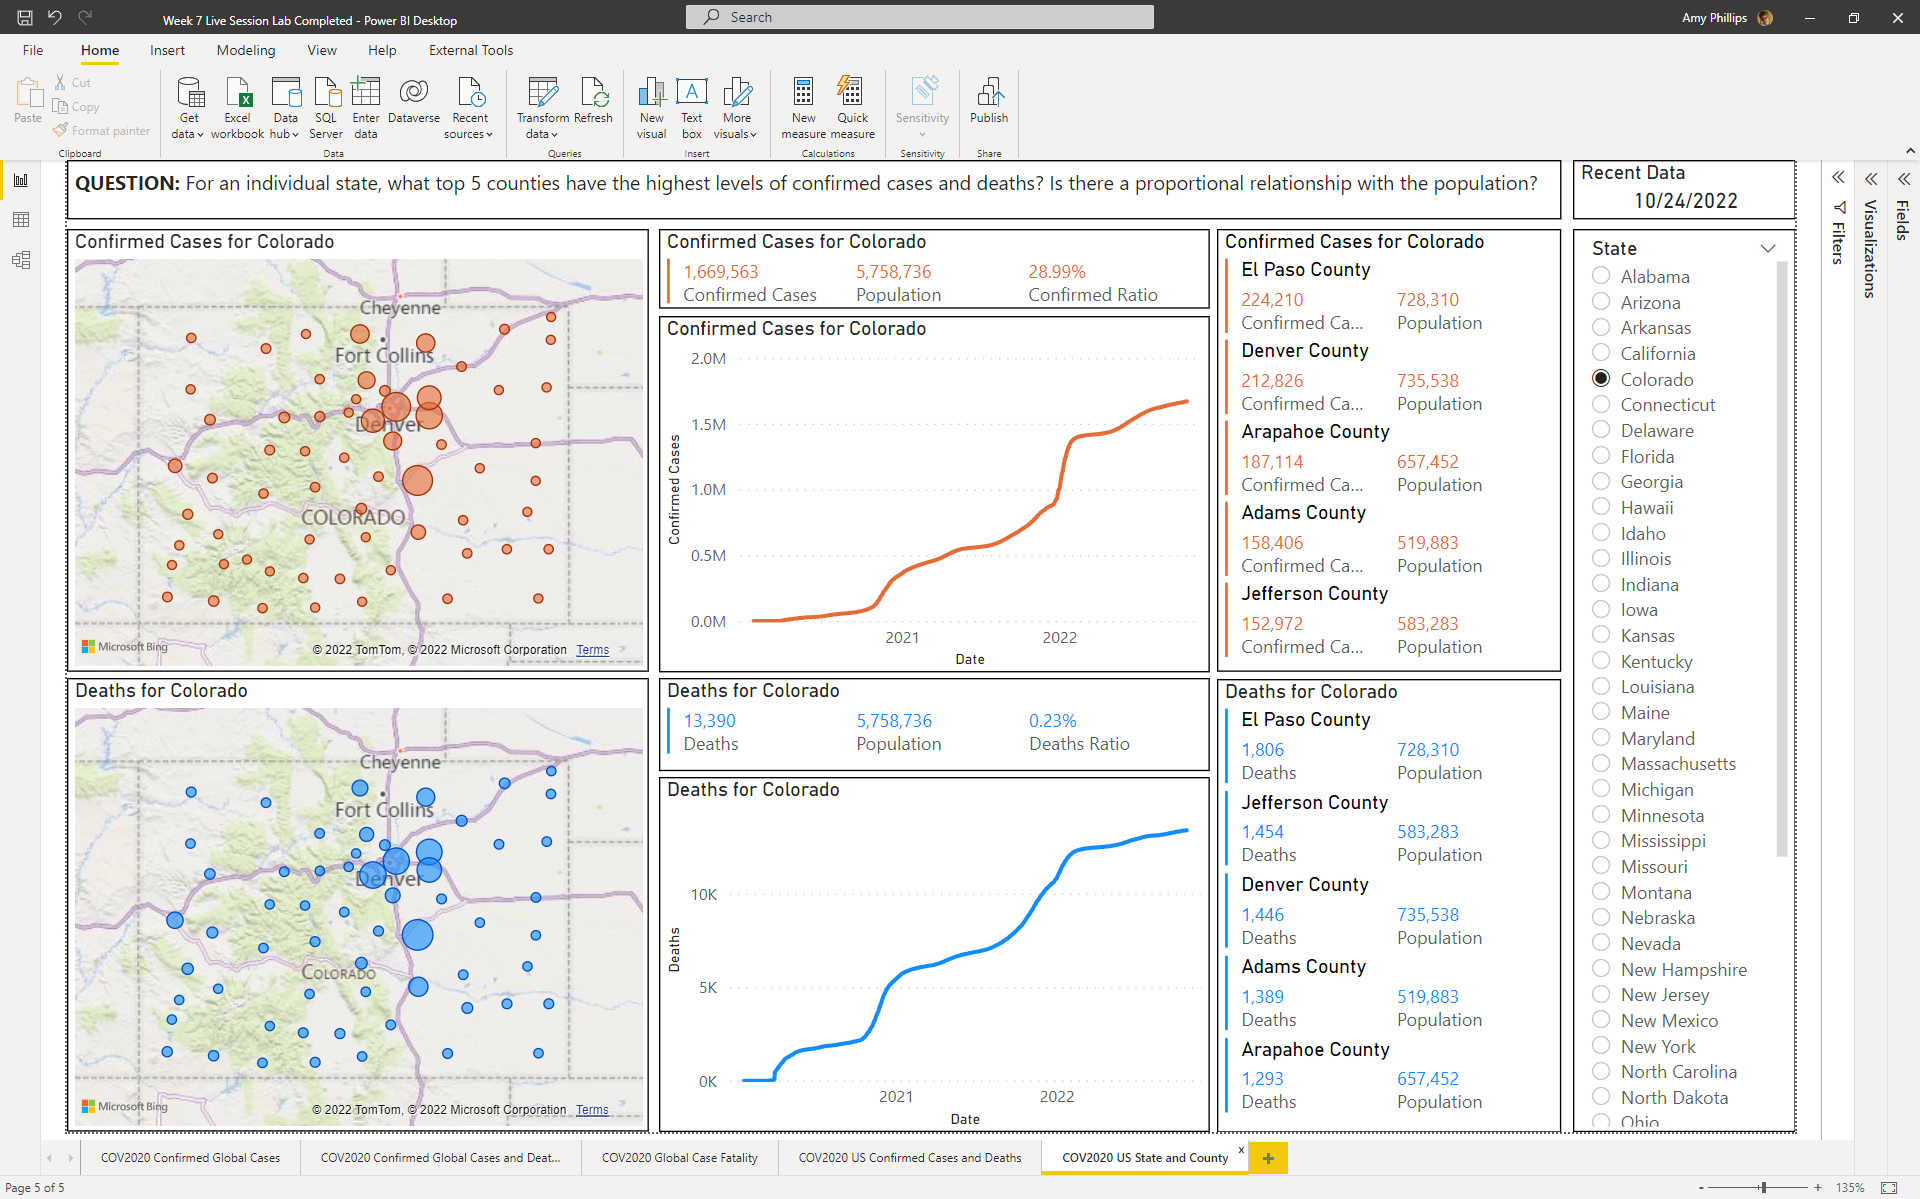 Week 7 Live Session Lab Completed - Power BI Desktop
Search
Amy Phillips
File
Home
Insert
Modeling
View
Help
External Tools
Paste
Cut
Copy
Format painter
Clipboard
Get data
Excel workbook
Data hub
SQL Server
Enter data
Dataverse
Recent sources
Data
Transform data
Refresh
Queries
New visual
Text box
More visuals
Insert
New measure
Quick measure
Calculations
Sensitivity
Sensitivity
Publish
Share
QUESTION: For an individual state, what top 5 counties have the highest levels of confirmed cases and deaths? Is there a proportional relationship with the population?
Recent Data
10/24/2022
Filters
Visualizations
Fields
Confirmed Cases for Colorado
Cheyenne
Fort Collins
Denver
COLORADO
Microsoft Bing
© 2022 TomTom, © 2022 Microsoft Corporation Terms
Confirmed Cases for Colorado
1,669,563 5,758,736 28.99%
Confirmed Cases Population Confirmed Ratio
Confirmed Cases for Colorado
2.0M
1.5M
1.0M
0.5M
0.0M
Confirmed Cases
2021 2022
Date
Confirmed Cases for Colorado
El Paso County
224,210 728,310
Confirmed Ca... Population
Denver County
212,826 735,538
Confirmed Ca... Population
Arapahoe County
187,114 657,452
Confirmed Ca... Population
Adams County
158,406 519,883
Confirmed Ca... Population
Jefferson County
152,972 583,283
Confirmed Ca... Population
Deaths for Colorado
Cheyenne
Fort Collins
Denver
COLORADO
Microsoft Bing
© 2022 TomTom, © 2022 Microsoft Corporation Terms
Deaths for Colorado
13,390 5,758,736 0.23%
Deaths Population Deaths Ratio
Deaths for Colorado
10K
5K
0K
Deaths
2021 2022
Date
Deaths for Colorado
El Paso County
1,806 728,310
Deaths Population
Jefferson County
1,454 583,283
Deaths Population
Denver County
1,446 735,538
Deaths Population
Adams County
1,389 519,883
Deaths Population
Arapahoe County
1,293 657,452
Deaths Population
State
Alabama
Arizona
Arkansas
California
Colorado
Connecticut
Delaware
Florida
Georgia
Hawaii
Idaho
Illinois
Indiana
Iowa
Kansas
Kentucky
Louisiana
Maine
Maryland
Massachusetts
Michigan
Minnesota
Mississippi
Missouri
Montana
Nebraska
Nevada
New Hampshire
New Jersey
New Mexico
New York
North Carolina
North Dakota
Ohio
COV2020 Confirmed Global Cases
COV2020 Confirmed Global Cases and Deat...
COV2020 Global Case Fatality
COV2020 US Confirmed Cases and Deaths
COV2020 US State and County
x
+
Page 5 of 5
- + 135%